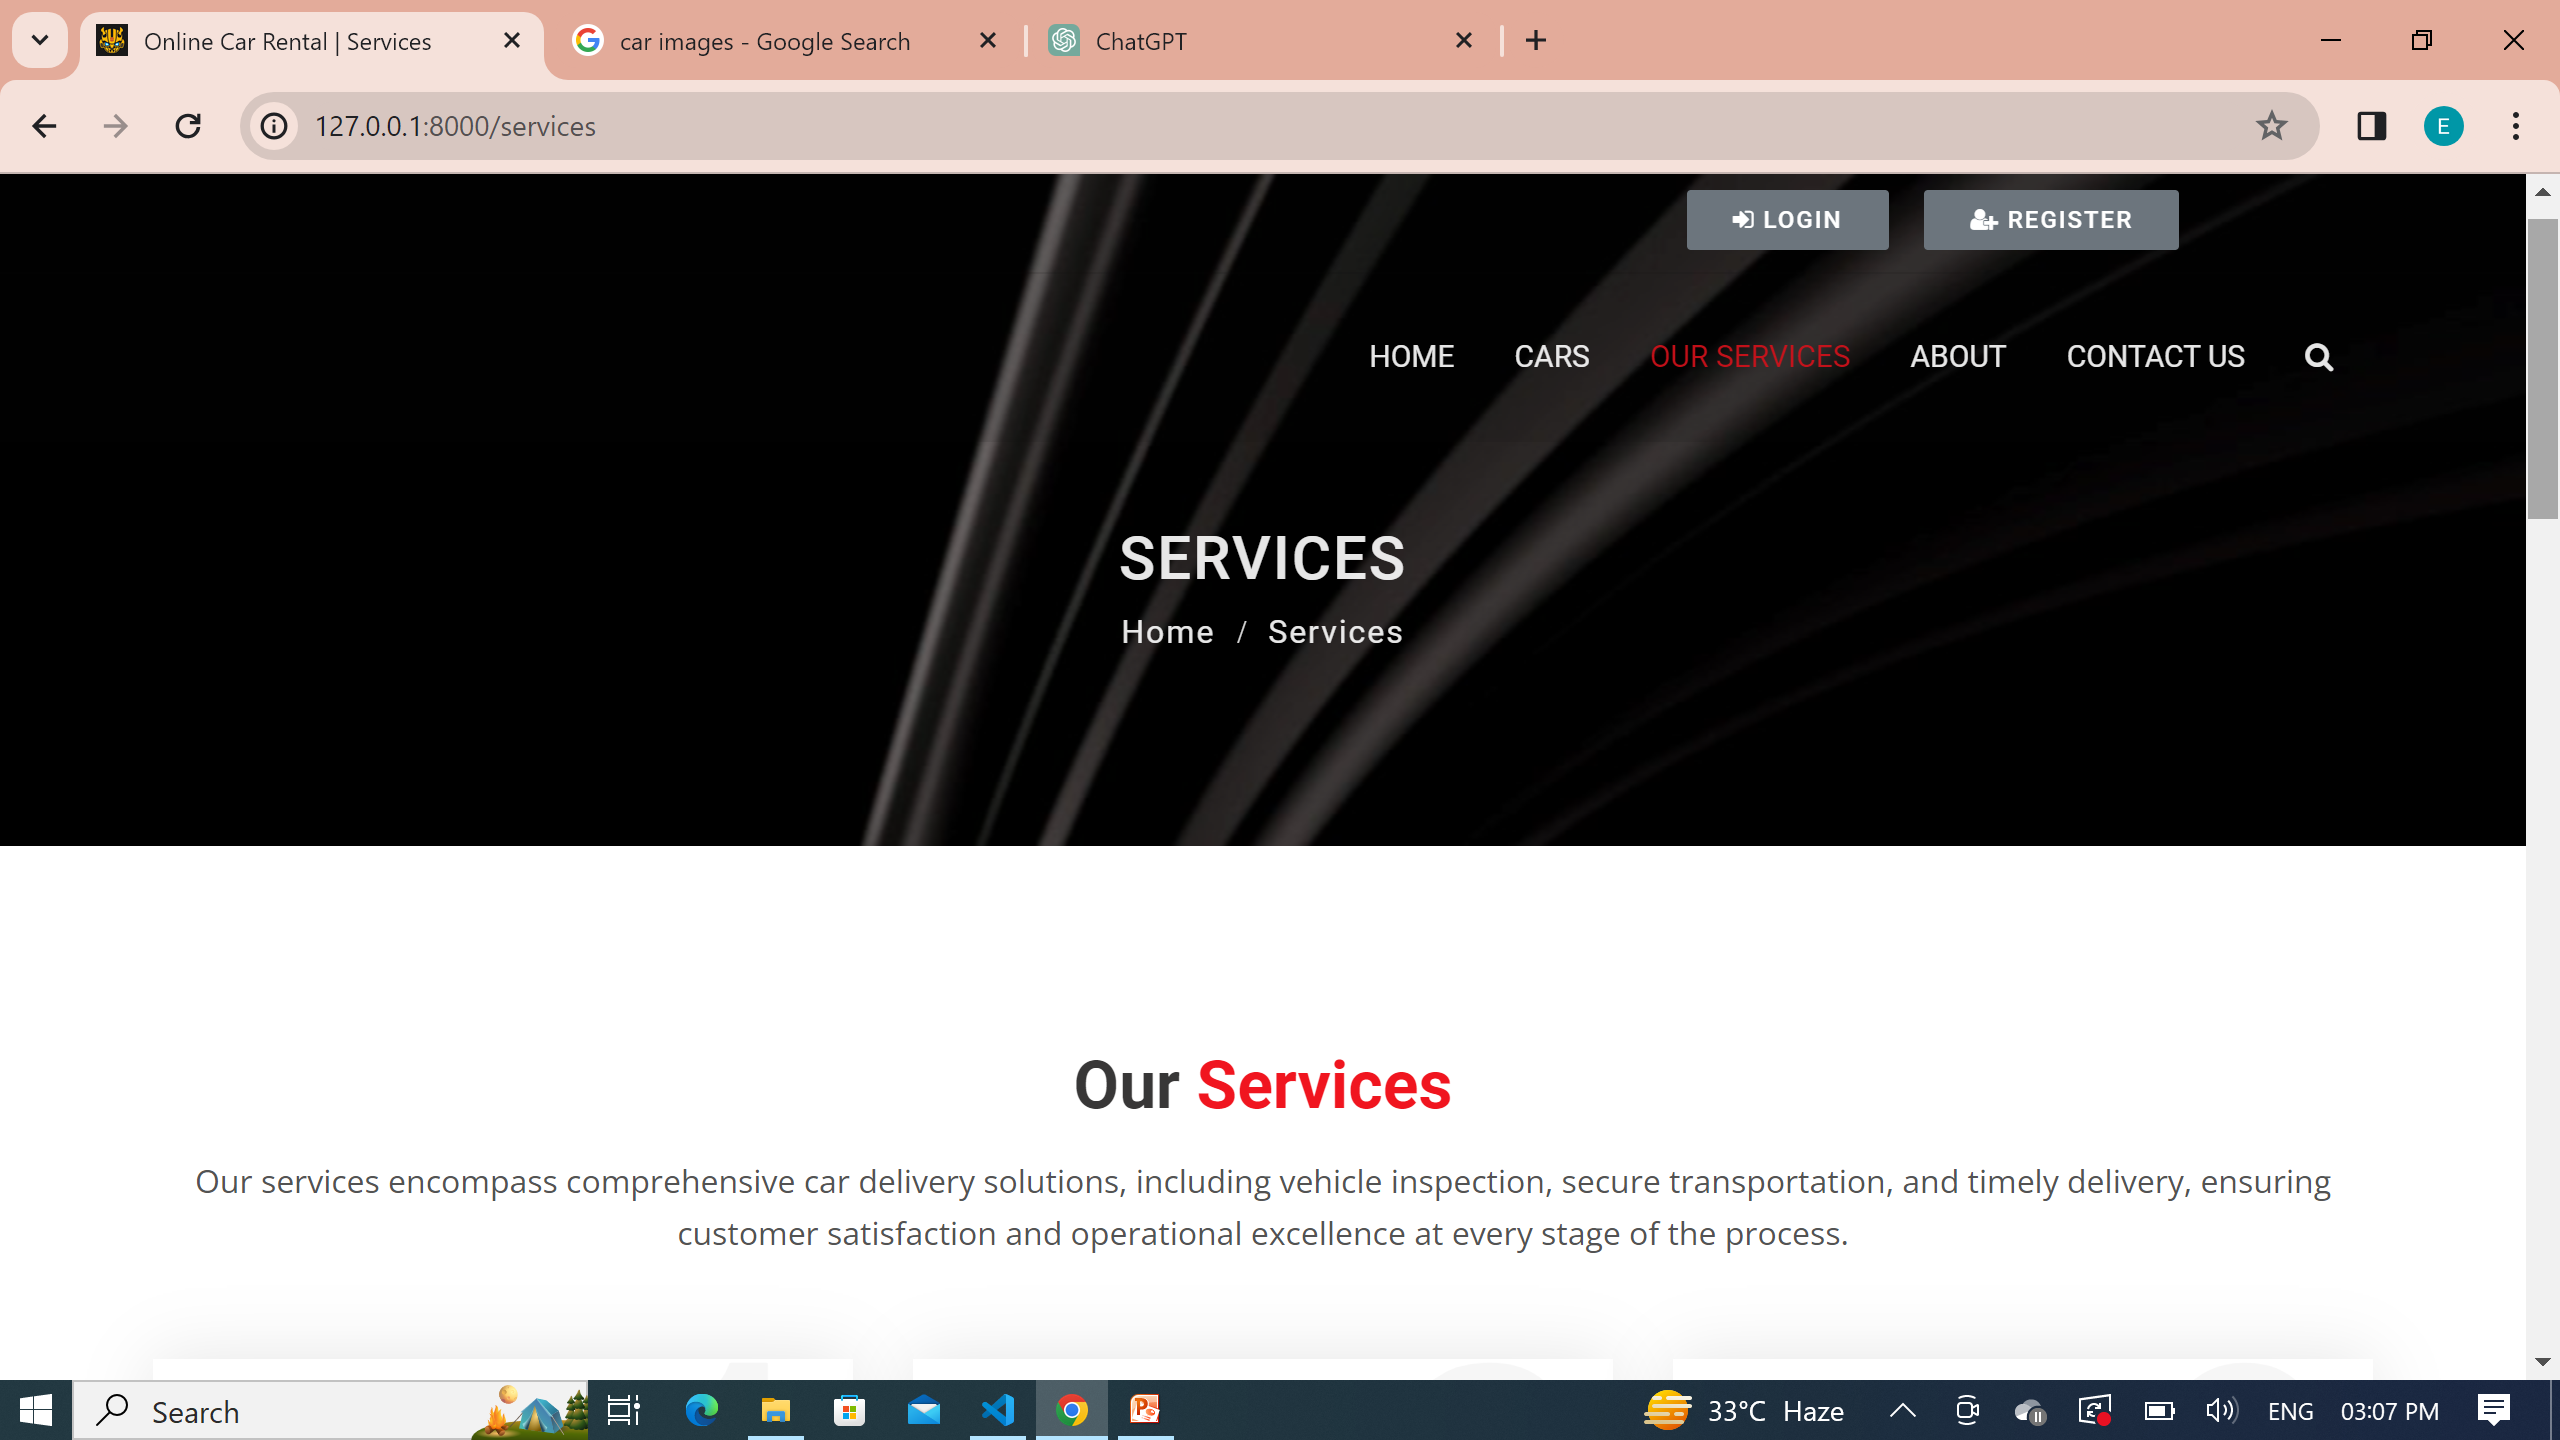 Online Car Rental | Services
car images - Google Search
ChatGPT
127.0.0.1:8000/services
E
LOGIN
REGISTER
HOME
CARS
OUR SERVICES
ABOUT
CONTACT US
SERVICES
Home / Services
Our Services
Our services encompass comprehensive car delivery solutions, including vehicle inspection, secure transportation, and timely delivery, ensuring
customer satisfaction and operational excellence at every stage of the process.
Search
33°C Haze
ENG
03:07 PM